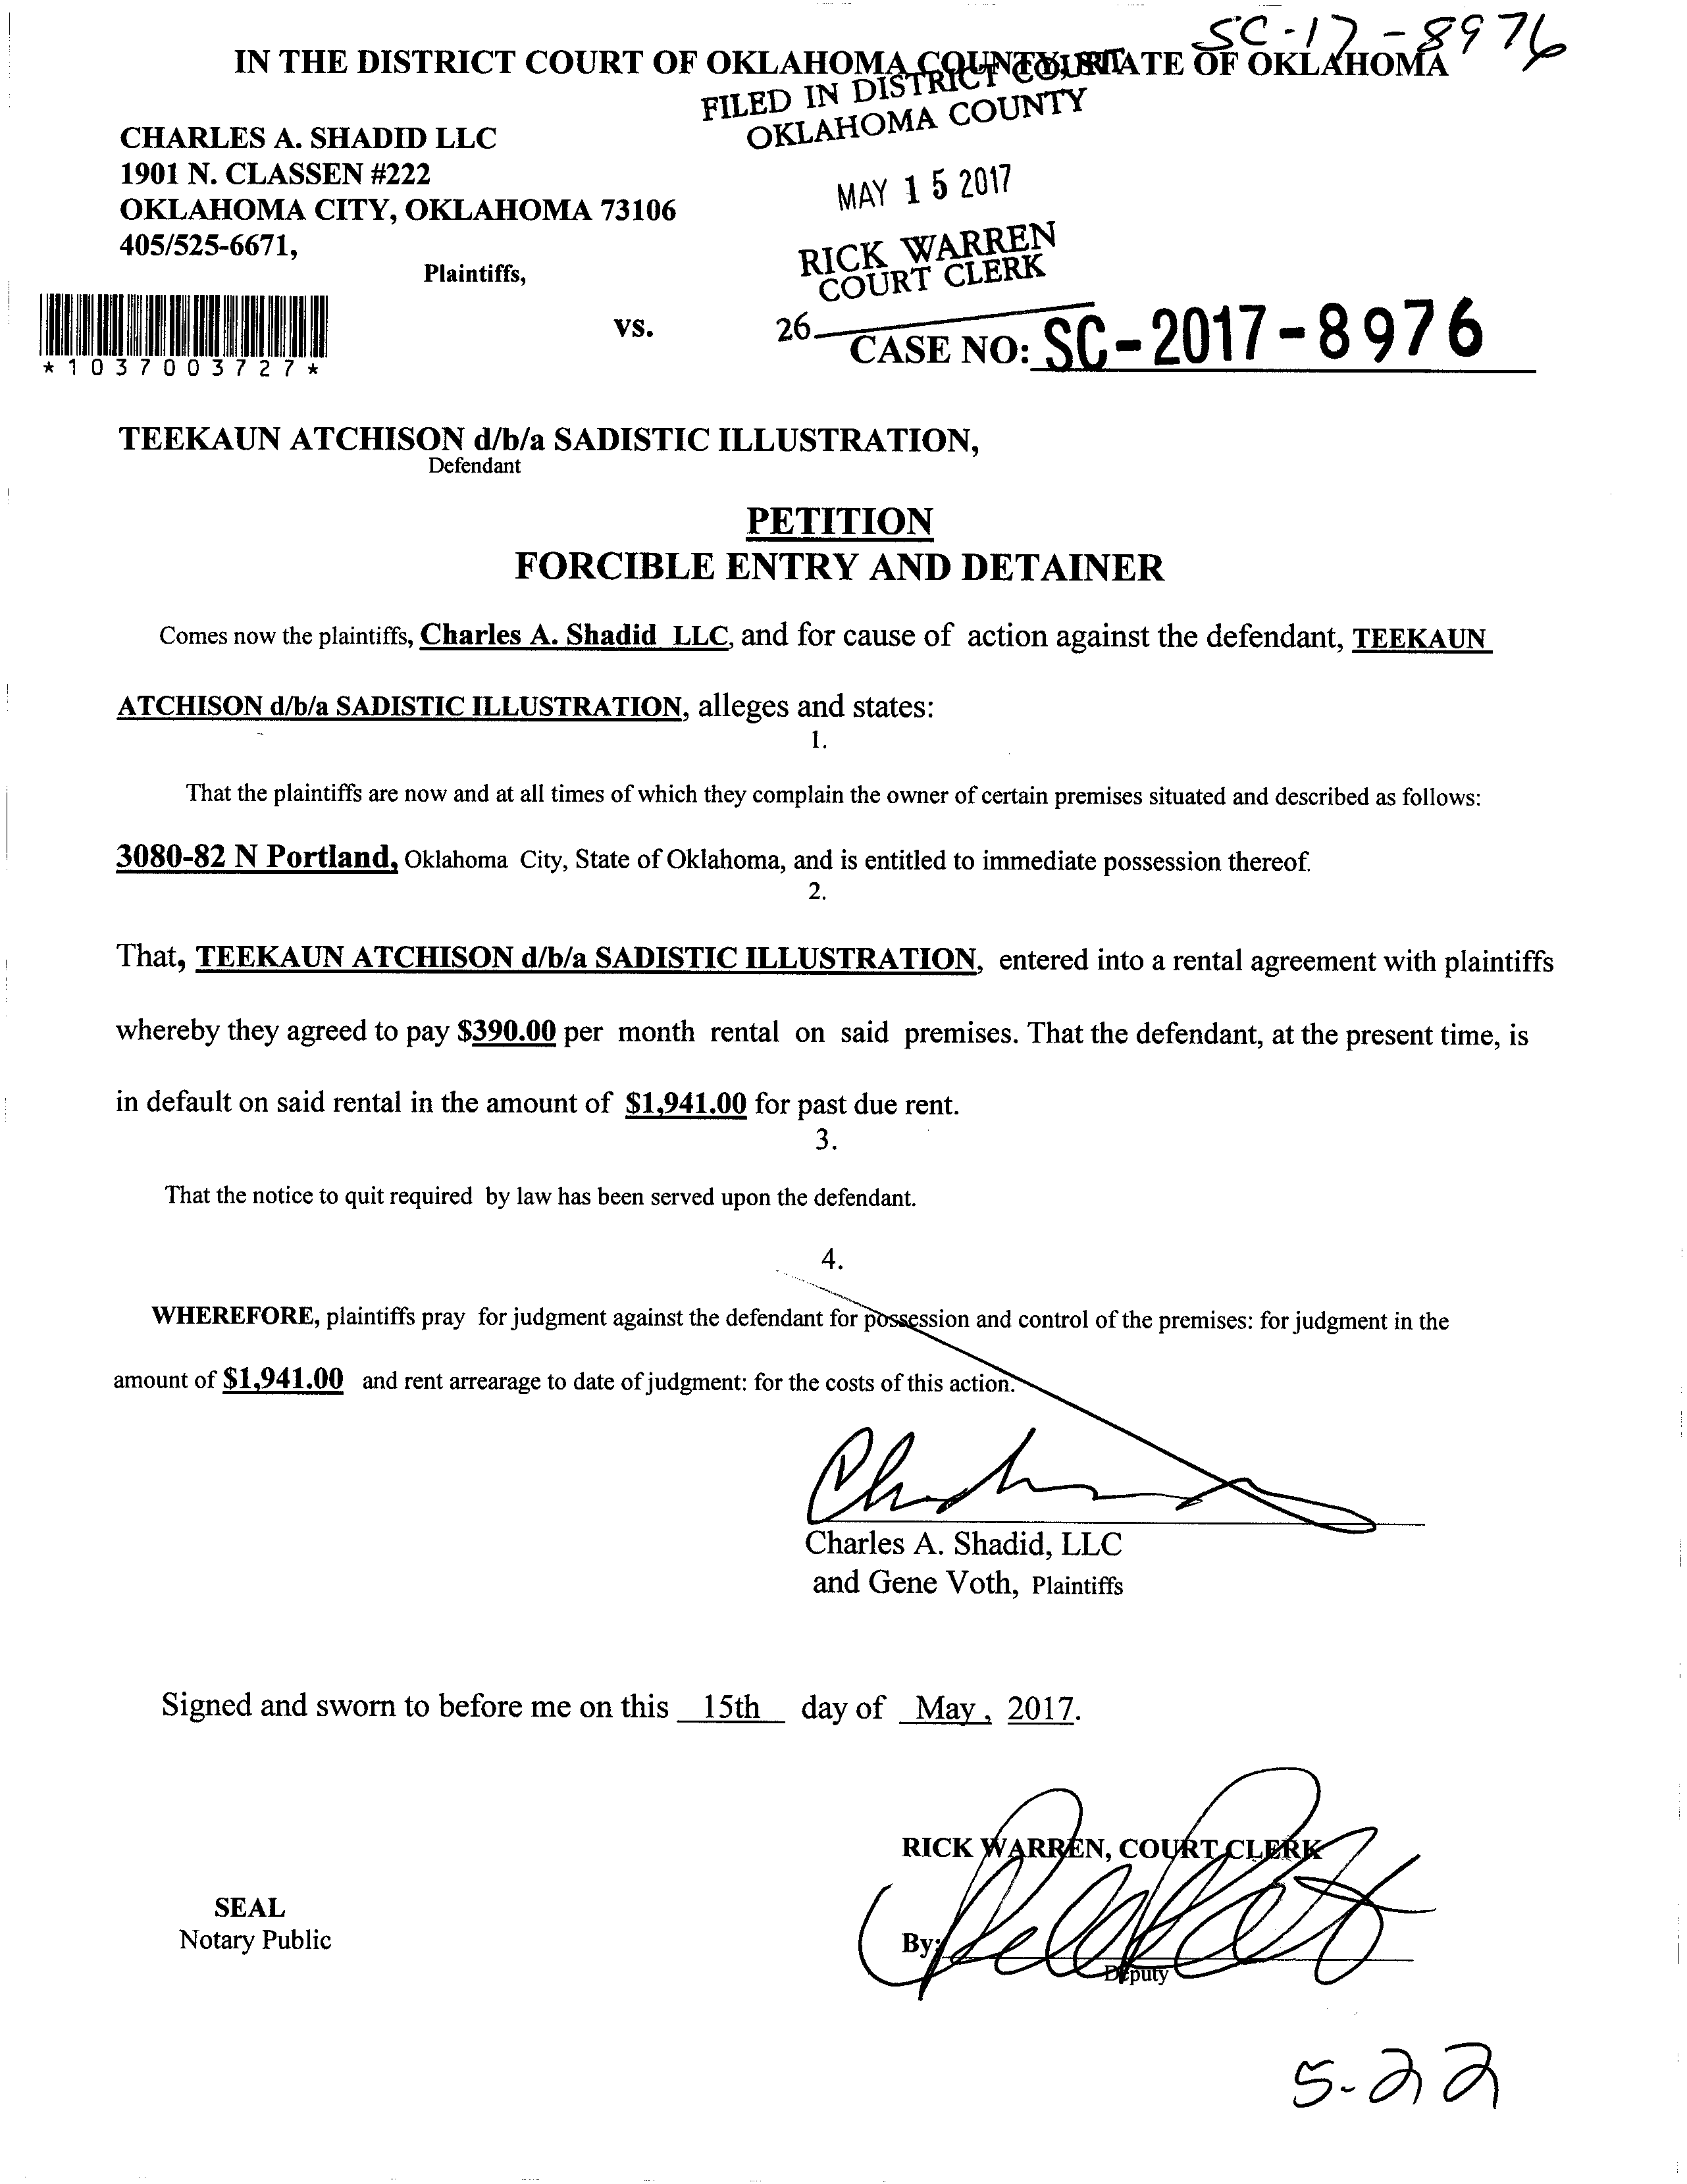 SC-17-8976
IN THE DISTRICT COURT OF OKLAHOMA COUNTY, STATE OF OKLAHOMA
FILED IN DISTRICT COURT
OKLAHOMA COUNTY
CHARLES A. SHADID LLC
1901 N. CLASSEN #222
OKLAHOMA CITY, OKLAHOMA 73106
405/525-6671,
Plaintiffs,
MAY 15 2017
RICK WARREN
COURT CLERK
vs.
26
CASE NO: SC-2017-8976
*1037003727*
TEEKAUN ATCHISON d/b/a SADISTIC ILLUSTRATION,
Defendant
PETITION
FORCIBLE ENTRY AND DETAINER
Comes now the plaintiffs, Charles A. Shadid LLC, and for cause of action against the defendant, TEEKAUN
ATCHISON d/b/a SADISTIC ILLUSTRATION, alleges and states:
1.
That the plaintiffs are now and at all times of which they complain the owner of certain premises situated and described as follows:
3080-82 N Portland, Oklahoma City, State of Oklahoma, and is entitled to immediate possession thereof.
2.
That, TEEKAUN ATCHISON d/b/a SADISTIC ILLUSTRATION, entered into a rental agreement with plaintiffs
whereby they agreed to pay $390.00 per month rental on said premises. That the defendant, at the present time, is
in default on said rental in the amount of $1,941.00 for past due rent.
3.
That the notice to quit required by law has been served upon the defendant.
4.
WHEREFORE, plaintiffs pray for judgment against the defendant for possession and control of the premises: for judgment in the
amount of $1,941.00 and rent arrearage to date of judgment: for the costs of this action.
Charles A. Shadid, LLC
and Gene Voth, Plaintiffs
Signed and sworn to before me on this 15th day of May, 2017.
RICK WARREN, COURT CLERK
SEAL
Notary Public
By:
Deputy
5-22